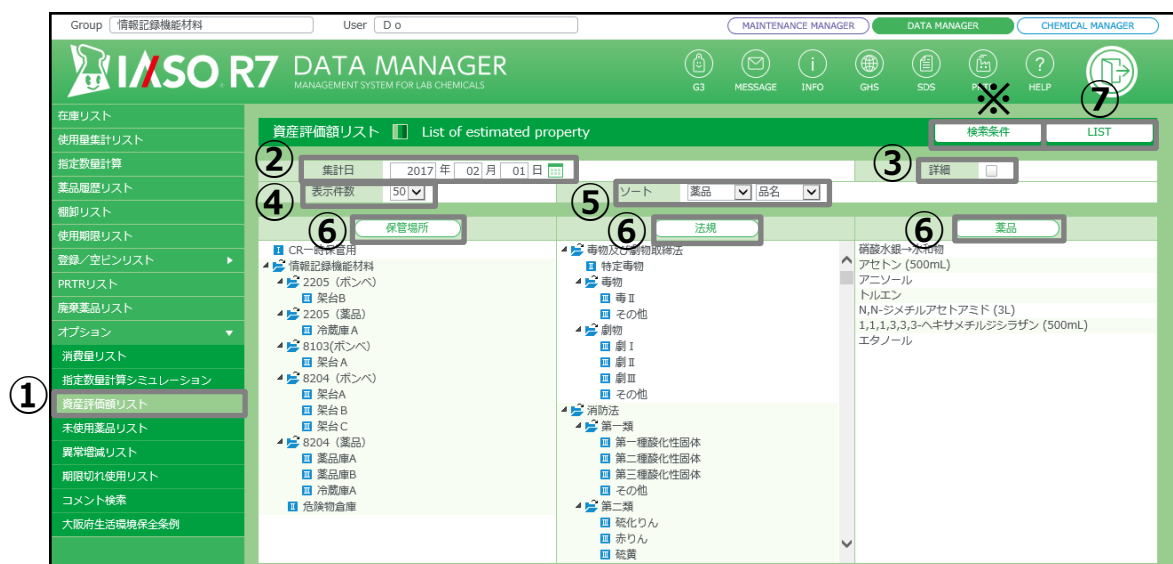 Group 情報記録機能材料 User D o MAINTENANCE MANAGER DATA MANAGER CHEMICAL MANAGER
IASO R7 DATA MANAGER
MANAGEMENT SYSTEM FOR LAB CHEMICALS
G3 MESSAGE INFO GHS SDS HELP
※ ⑦
資産評価額リスト List of estimated property 検索条件 LIST
② 集計日 2017 年 02 月 01 日 ③ 詳細
④ 表示件数 50 ⑤ ソート 薬品 品名
⑥ 保管場所 ⑥ 法規 ⑥ 薬品
在庫リスト
使用量集計リスト
指定数量計算
薬品履歴リスト
棚卸リスト
使用期限リスト
登録/空ビンリスト
PRTRリスト
廃棄薬品リスト
オプション
消費量リスト
指定数量計算シミュレーション
① 資産評価額リスト
未使用薬品リスト
異常増減リスト
期限切れ使用リスト
コメント検索
大阪府生活環境保全条例
CR一時保管用
情報記録機能材料
2205（ボンベ）
架台B
2205（薬品）
冷蔵庫A
8103(ボンベ）
架台A
8204（ボンベ）
架台A
架台B
架台C
8204（薬品）
薬品庫A
薬品庫B
冷蔵庫A
危険物倉庫
毒物及び劇物取締法
特定毒物
毒物
毒Ⅱ
その他
劇物
劇Ⅰ
劇Ⅱ
劇Ⅲ
その他
消防法
第一類
第一種酸化性固体
第二種酸化性固体
第三種酸化性固体
その他
第二類
硫化りん
赤りん
硫黄
硝酸水銀→水和物
アセトン (500mL)
アニソール
トルエン
N,N-ジメチルアセトアミド (3L)
1,1,1,3,3,3-ヘキサメチルジシラザン (500mL)
エタノール